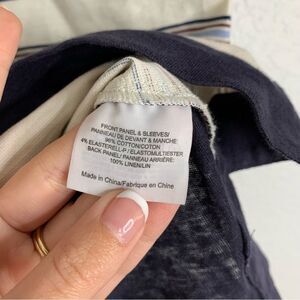 FRONT PANEL & SLEEVES/
PANNEAU DE DEVANT & MANCHE:
96% COTTON/COTON
4% ELASTERELL-P / ELASTOMULTIESTER
BACK PANEL/ PANNEAU ARRIÈRE:
100% LINEN/LIN
Made in China/Fabrique en Chine